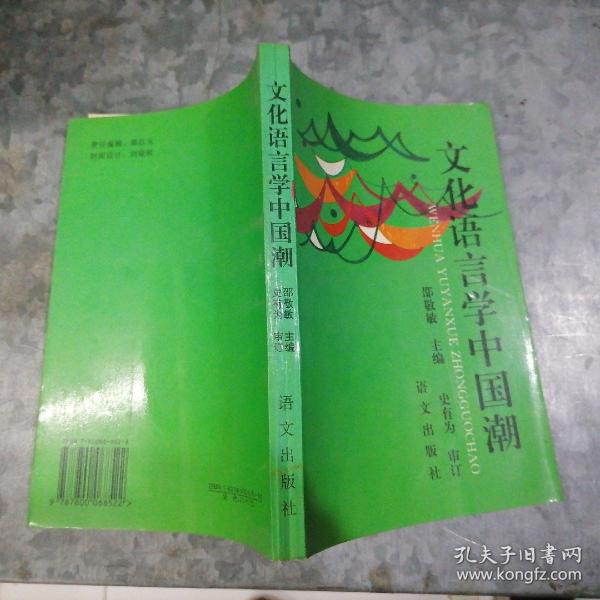 文化语言学中国潮
WENHUA YUYANXUE ZHONGGUOCHAO
邵敬敏 主编
史有为 审订
语文出版社
文化语言学中国潮
邵敬敏 主编
史有为 审订
语文出版社
9 787800 068522 >
孔夫子旧书网
www.kongfz.com